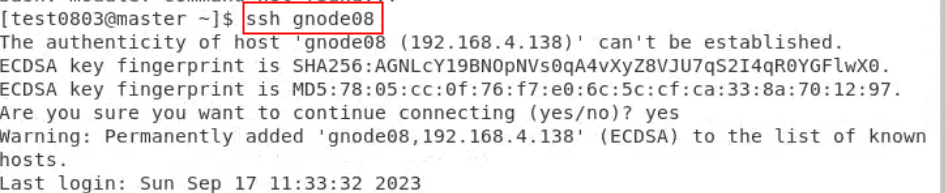 [test0803@master ~]$ ssh gnode08
The authenticity of host 'gnode08 (192.168.4.138)' can't be established.
ECDSA key fingerprint is SHA256:AGNLcY19BNOpNVs0qA4vXyZ8VJU7qS2I4qR0YGFlwX0.
ECDSA key fingerprint is MD5:78:05:cc:0f:76:f7:e0:6c:5c:cf:ca:33:8a:70:12:97.
Are you sure you want to continue connecting (yes/no)? yes
Warning: Permanently added 'gnode08,192.168.4.138' (ECDSA) to the list of known
hosts.
Last login: Sun Sep 17 11:33:32 2023